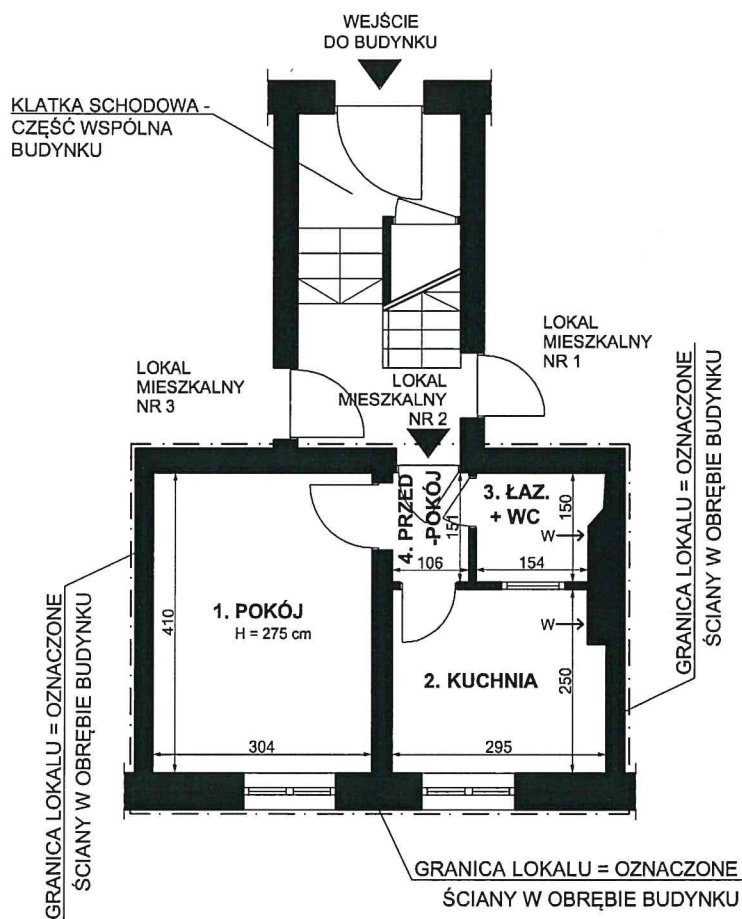 WEJŚCIE
DO BUDYNKU
KLATKA SCHODOWA -
CZĘŚĆ WSPÓLNA
BUDYNKU
LOKAL
MIESZKALNY
NR 1
LOKAL
MIESZKALNY
NR 3
LOKAL
MIESZKALNY
NR 2
GRANICA LOKALU = OZNACZONE
ŚCIANY W OBRĘBIE BUDYNKU
4. PRZED
-POKÓJ
151
106
3. ŁAZ.
+ WC
150
W
154
1. POKÓJ
H = 275 cm
410
304
W
2. KUCHNIA
250
295
GRANICA LOKALU = OZNACZONE
ŚCIANY W OBRĘBIE BUDYNKU
GRANICA LOKALU = OZNACZONE
ŚCIANY W OBRĘBIE BUDYNKU